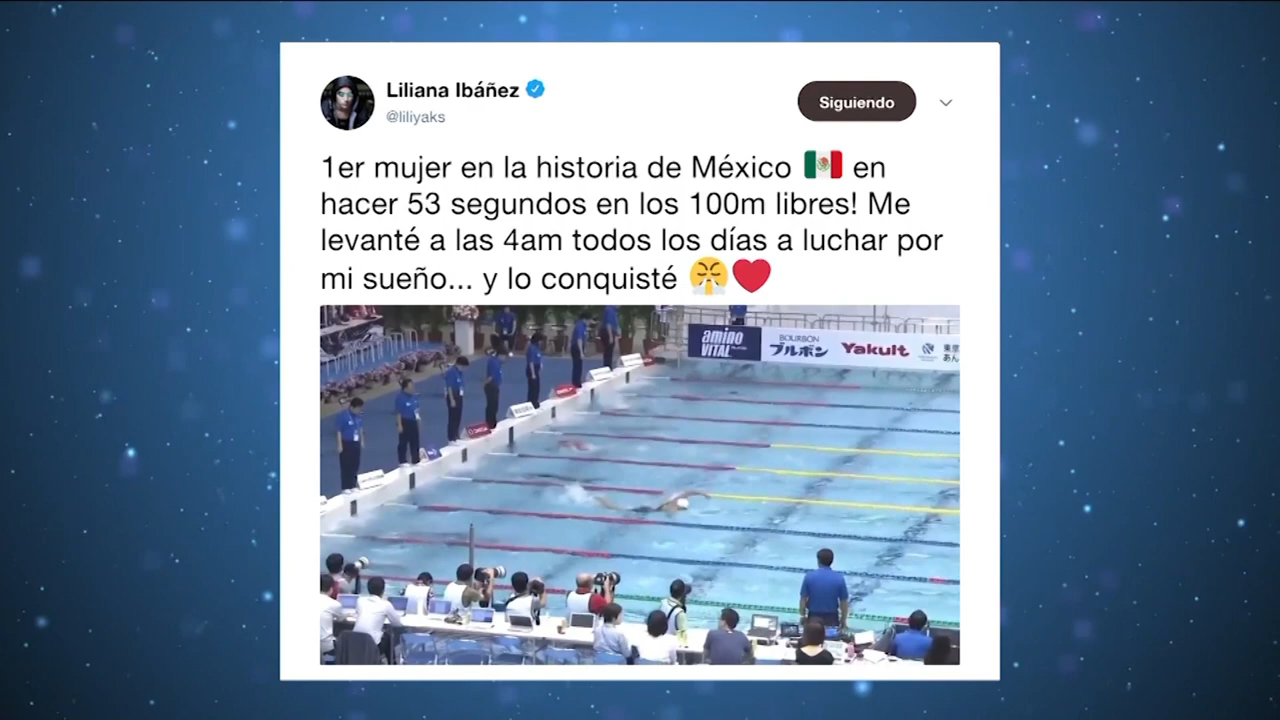 Liliana Ibáñez
@liliyaks
Siguiendo
1er mujer en la historia de México 🇲🇽 en
hacer 53 segundos en los 100m libres! Me
levanté a las 4am todos los días a luchar por
mi sueño... y lo conquisté 😤❤️
amino
VITAL
BOURBON
ブルボン
Yakult